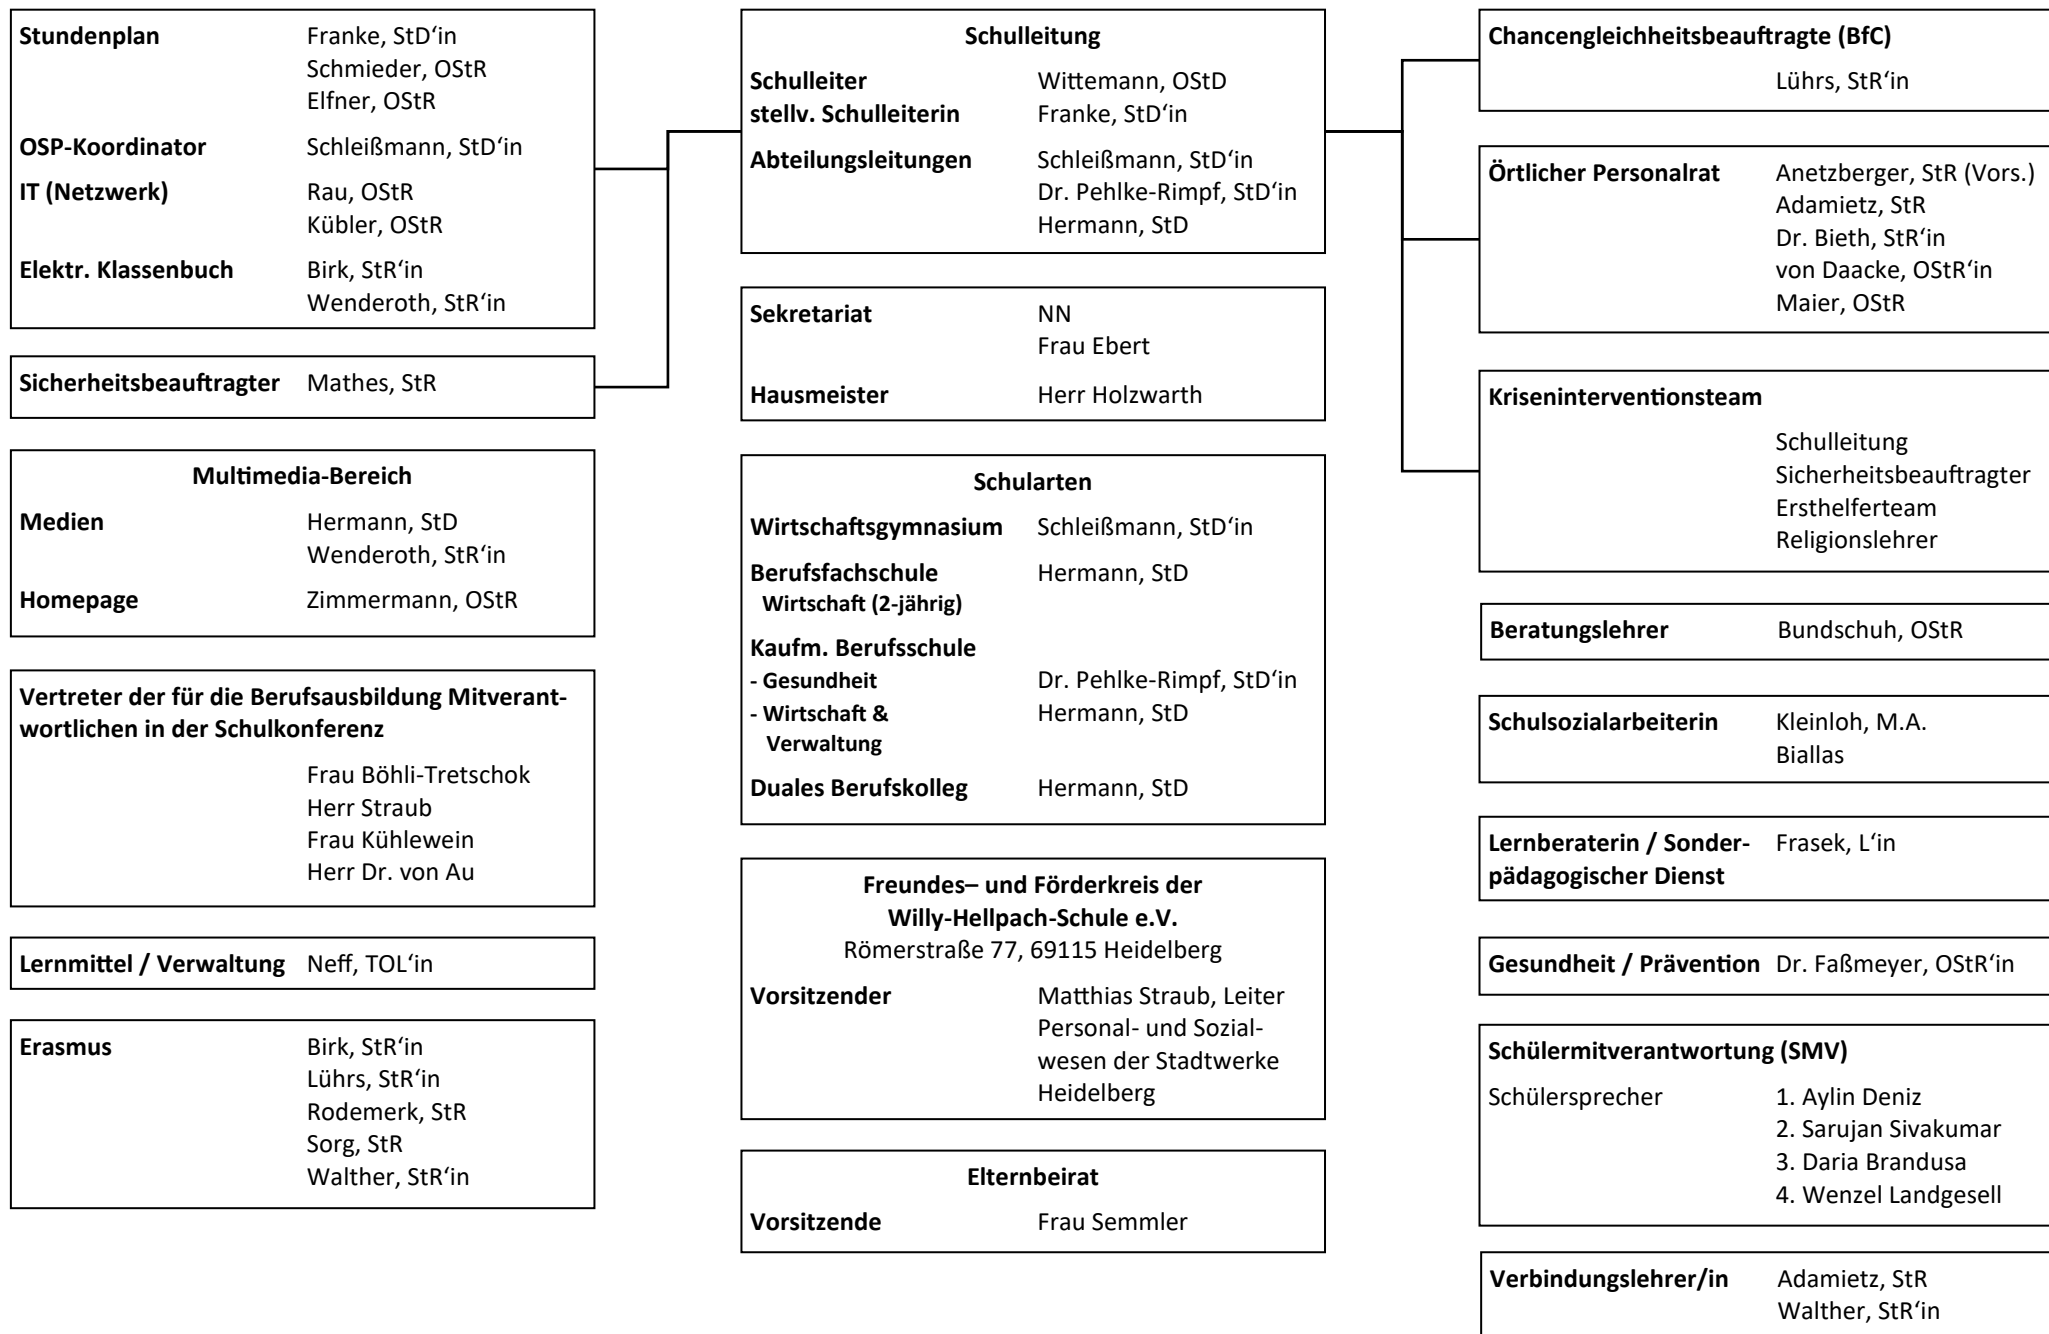 Stundenplan Franke, StD‘in
Schmieder, OStR
Elfner, OStR
OSP-Koordinator Schleißmann, StD‘in
IT (Netzwerk) Rau, OStR
Kübler, OStR
Elektr. Klassenbuch Birk, StR‘in
Wenderoth, StR‘in
Sicherheitsbeauftragter Mathes, StR
Multimedia-Bereich
Medien Hermann, StD
Wenderoth, StR‘in
Homepage Zimmermann, OStR
Vertreter der für die Berufsausbildung Mitverant-
wortlichen in der Schulkonferenz
Frau Böhli-Tretschok
Herr Straub
Frau Kühlewein
Herr Dr. von Au
Lernmittel / Verwaltung Neff, TOL‘in
Erasmus Birk, StR‘in
Lührs, StR‘in
Rodemerk, StR
Sorg, StR
Walther, StR‘in
Schulleitung
Schulleiter Wittemann, OStD
stellv. Schulleiterin Franke, StD‘in
Abteilungsleitungen Schleißmann, StD‘in
Dr. Pehlke-Rimpf, StD‘in
Hermann, StD
Sekretariat NN
Frau Ebert
Hausmeister Herr Holzwarth
Schularten
Wirtschaftsgymnasium Schleißmann, StD‘in
Berufsfachschule Hermann, StD
Wirtschaft (2-jährig)
Kaufm. Berufsschule
- Gesundheit Dr. Pehlke-Rimpf, StD‘in
- Wirtschaft & Hermann, StD
Verwaltung
Duales Berufskolleg Hermann, StD
Freundes– und Förderkreis der
Willy-Hellpach-Schule e.V.
Römerstraße 77, 69115 Heidelberg
Vorsitzender Matthias Straub, Leiter
Personal- und Sozial-
wesen der Stadtwerke
Heidelberg
Elternbeirat
Vorsitzende Frau Semmler
Chancengleichheitsbeauftragte (BfC)
Lührs, StR‘in
Örtlicher Personalrat Anetzberger, StR (Vors.)
Adamietz, StR
Dr. Bieth, StR‘in
von Daacke, OStR‘in
Maier, OStR
Kriseninterventionsteam
Schulleitung
Sicherheitsbeauftragter
Ersthelferteam
Religionslehrer
Beratungslehrer Bundschuh, OStR
Schulsozialarbeiterin Kleinloh, M.A.
Biallas
Lernberaterin / Sonder- Frasek, L‘in
pädagogischer Dienst
Gesundheit / Prävention Dr. Faßmeyer, OStR‘in
Schülermitverantwortung (SMV)
Schülersprecher 1. Aylin Deniz
2. Sarujan Sivakumar
3. Daria Brandusa
4. Wenzel Landgesell
Verbindungslehrer/in Adamietz, StR
Walther, StR‘in